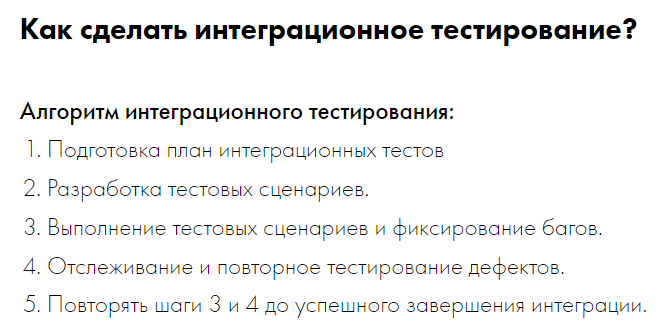 Как сделать интеграционное тестирование?
Алгоритм интеграционного тестирования:
1. Подготовка план интеграционных тестов
2. Разработка тестовых сценариев.
3. Выполнение тестовых сценариев и фиксирование багов.
4. Отслеживание и повторное тестирование дефектов.
5. Повторять шаги 3 и 4 до успешного завершения интеграции.